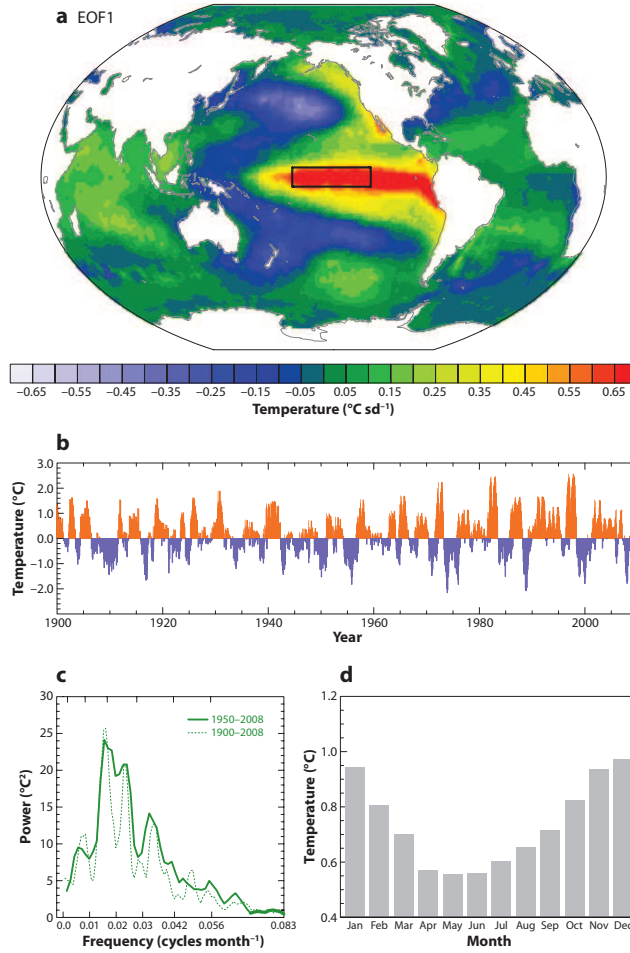 a EOF1
−0.65 −0.55 −0.45 −0.35 −0.25 −0.15 −0.05 0.05 0.15 0.25 0.35 0.45 0.55 0.65
Temperature (°C sd⁻¹)
b
3.0
2.0
1.0
0.0
−1.0
−2.0
Temperature (°C)
1900 1920 1940 1960 1980 2000
Year
c
30
25
20
15
10
5
0
Power (°C²)
1950–2008
1900–2008
0.0 0.01 0.02 0.03 0.042 0.056 0.083
Frequency (cycles month⁻¹)
d
1.2
1.0
0.8
0.6
0.4
Temperature (°C)
Jan Feb Mar Apr May Jun Jul Aug Sep Oct Nov Dec
Month